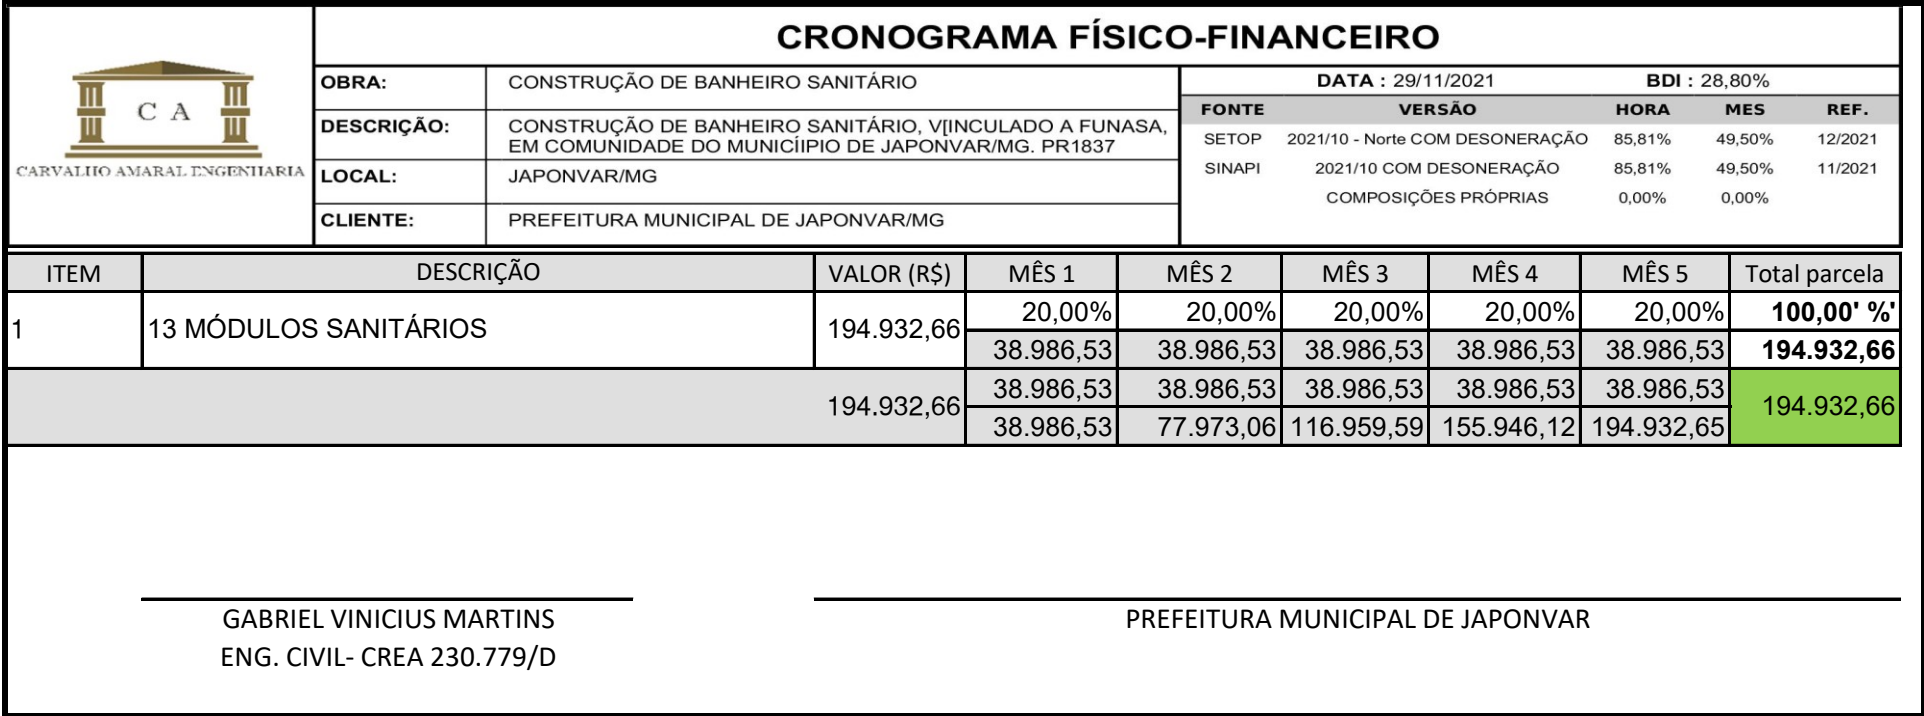 CRONOGRAMA FÍSICO-FINANCEIRO
C A
CARVALHO AMARAL ENGENHARIA
OBRA: CONSTRUÇÃO DE BANHEIRO SANITÁRIO
DESCRIÇÃO: CONSTRUÇÃO DE BANHEIRO SANITÁRIO, V[INCULADO A FUNASA,
EM COMUNIDADE DO MUNICÍIPIO DE JAPONVAR/MG. PR1837
LOCAL: JAPONVAR/MG
CLIENTE: PREFEITURA MUNICIPAL DE JAPONVAR/MG
DATA : 29/11/2021 BDI : 28,80%
FONTE VERSÃO HORA MES REF.
SETOP 2021/10 - Norte COM DESONERAÇÃO 85,81% 49,50% 12/2021
SINAPI 2021/10 COM DESONERAÇÃO 85,81% 49,50% 11/2021
COMPOSIÇÕES PRÓPRIAS 0,00% 0,00%
ITEM DESCRIÇÃO VALOR (R$) MÊS 1 MÊS 2 MÊS 3 MÊS 4 MÊS 5 Total parcela
1 13 MÓDULOS SANITÁRIOS 194.932,66 20,00% 20,00% 20,00% 20,00% 20,00% 100,00' %'
38.986,53 38.986,53 38.986,53 38.986,53 38.986,53 194.932,66
194.932,66 38.986,53 38.986,53 38.986,53 38.986,53 38.986,53 194.932,66
38.986,53 77.973,06 116.959,59 155.946,12 194.932,65
GABRIEL VINICIUS MARTINS
ENG. CIVIL- CREA 230.779/D
PREFEITURA MUNICIPAL DE JAPONVAR